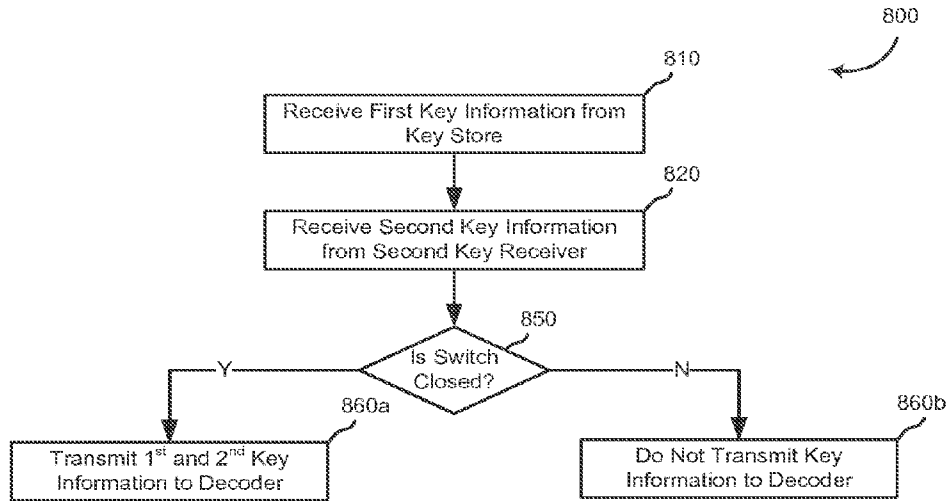 800
810
Receive First Key Information from
Key Store
820
Receive Second Key Information
from Second Key Receiver
850
Is Switch
Closed?
Y
N
860a
860b
Transmit 1st and 2nd Key
Information to Decoder
Do Not Transmit Key
Information to Decoder